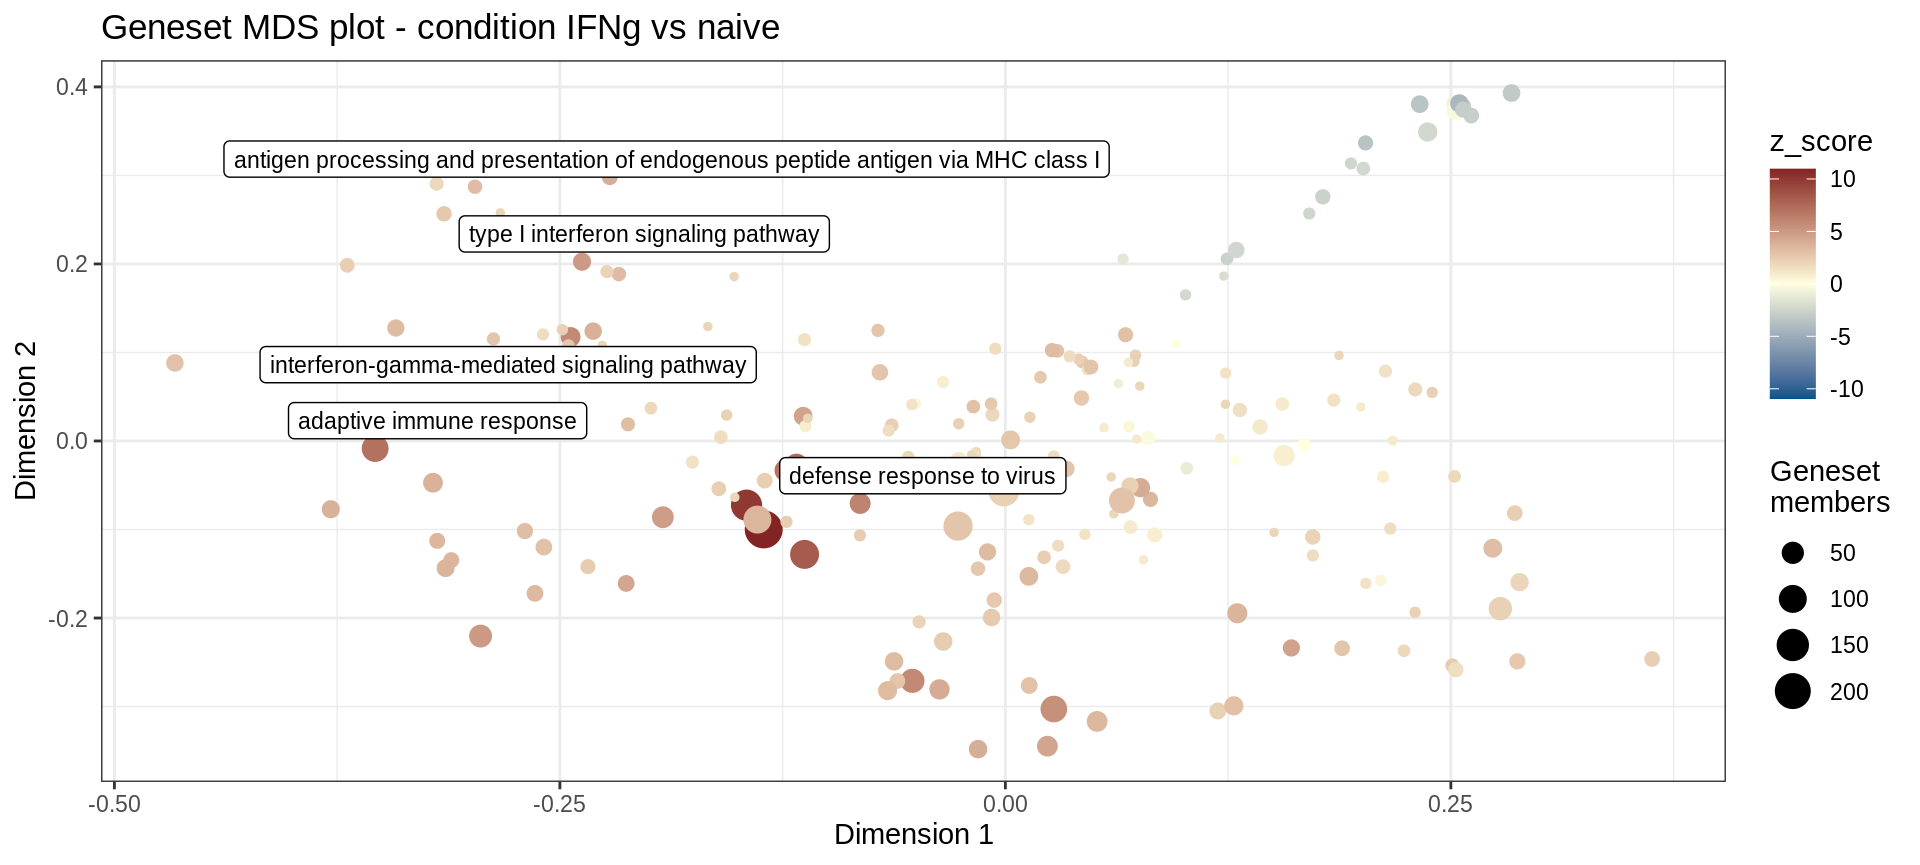 Geneset MDS plot - condition IFNg vs naive
antigen processing and presentation of endogenous peptide antigen via MHC class I
type I interferon signaling pathway
interferon-gamma-mediated signaling pathway
adaptive immune response
defense response to virus
0.4
0.2
0.0
-0.2
Dimension 2
-0.50
-0.25
0.00
0.25
Dimension 1
z_score
10
5
0
-5
-10
Geneset
members
50
100
150
200